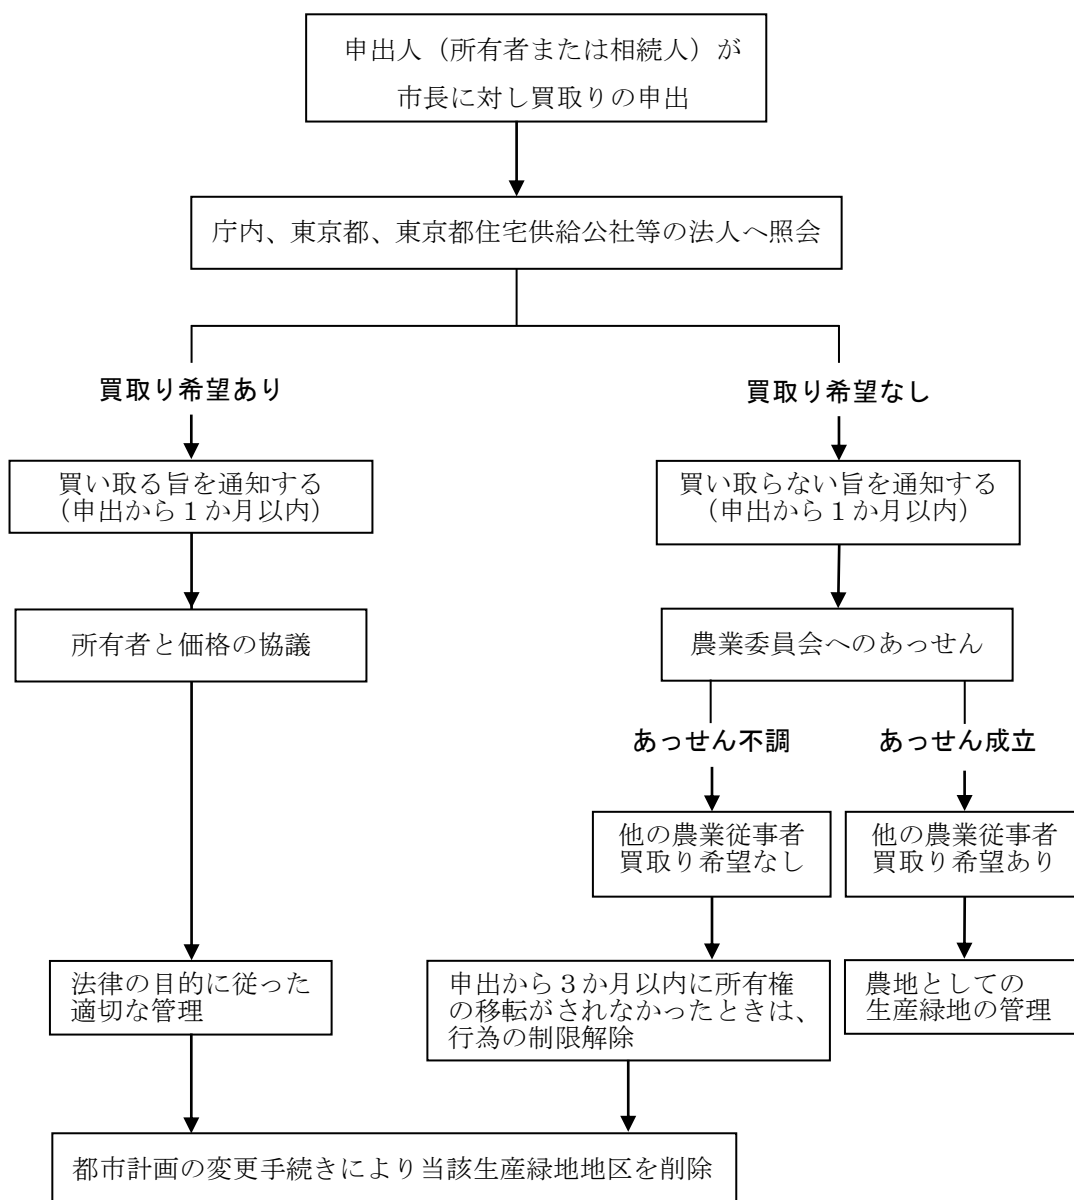 申出人（所有者または相続人）が
市長に対し買取りの申出
庁内、東京都、東京都住宅供給公社等の法人へ照会
買取り希望あり
買取り希望なし
買い取る旨を通知する
（申出から１か月以内）
買い取らない旨を通知する
（申出から１か月以内）
所有者と価格の協議
農業委員会へのあっせん
あっせん不調
あっせん成立
他の農業従事者
買取り希望なし
他の農業従事者
買取り希望あり
法律の目的に従った
適切な管理
申出から３か月以内に所有権
の移転がされなかったときは、
行為の制限解除
農地としての
生産緑地の管理
都市計画の変更手続きにより当該生産緑地地区を削除